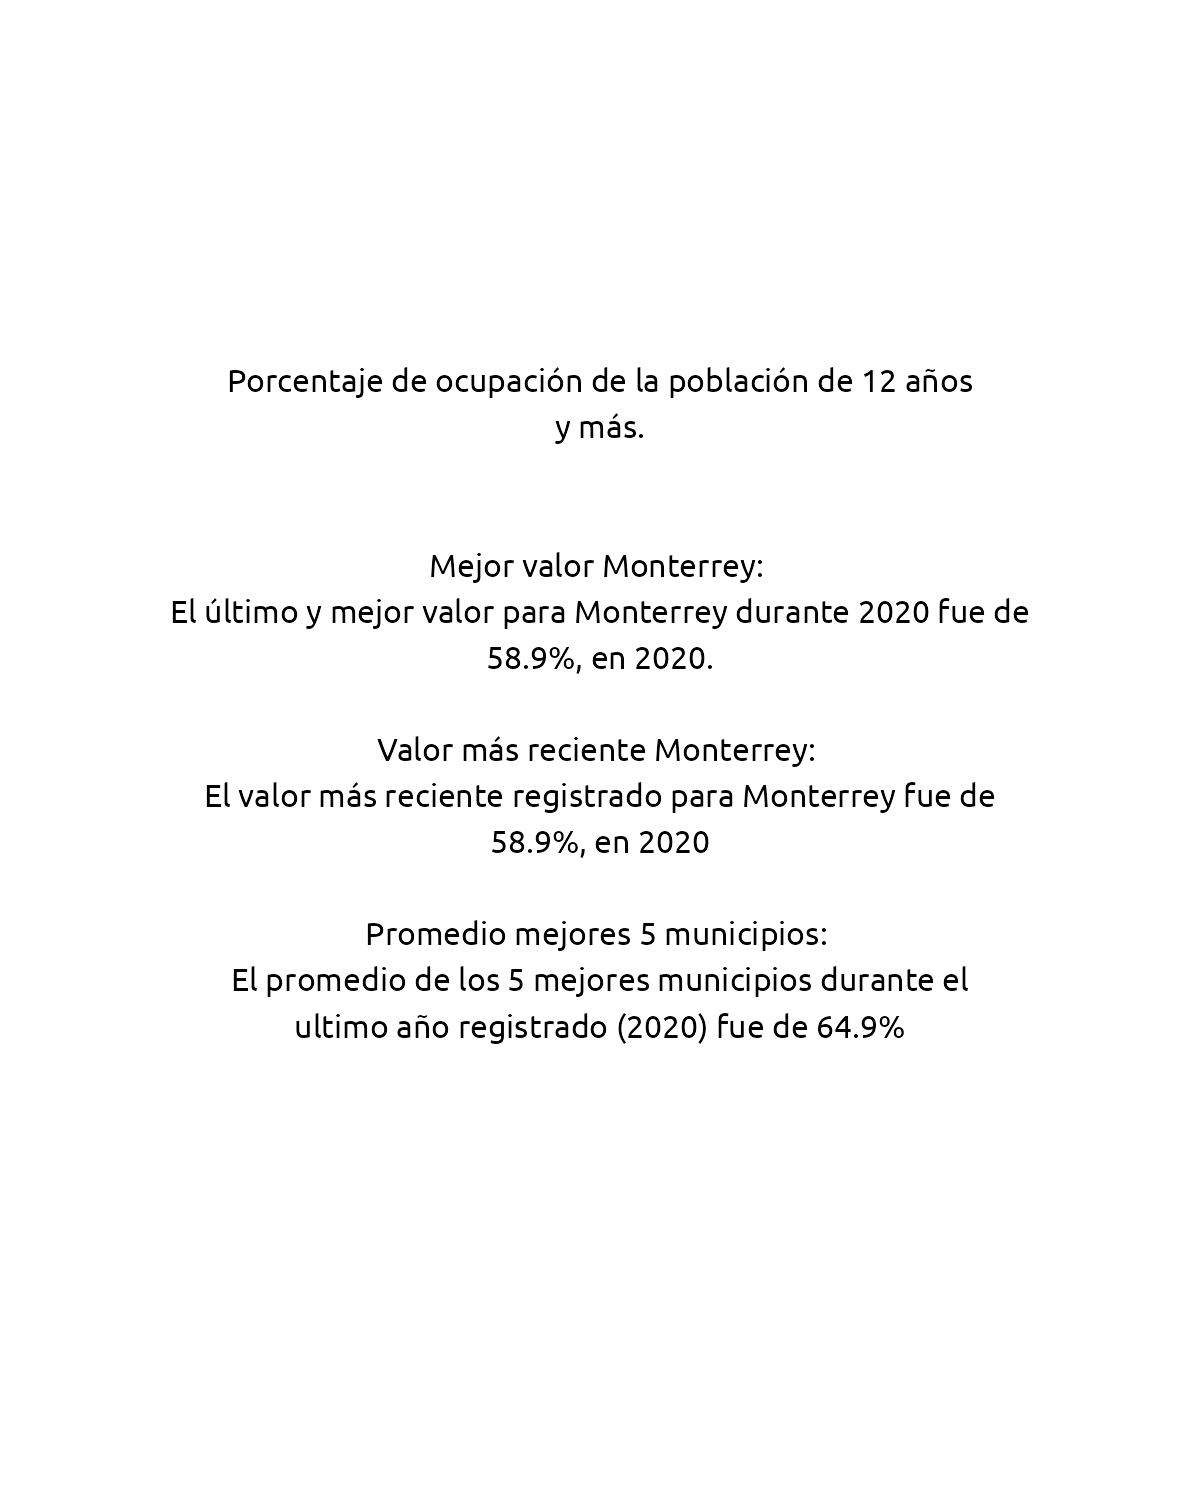 Porcentaje de ocupación de la población de 12 años
y más.
Mejor valor Monterrey:
El último y mejor valor para Monterrey durante 2020 fue de
58.9%, en 2020.
Valor más reciente Monterrey:
El valor más reciente registrado para Monterrey fue de
58.9%, en 2020
Promedio mejores 5 municipios:
El promedio de los 5 mejores municipios durante el
ultimo año registrado (2020) fue de 64.9%